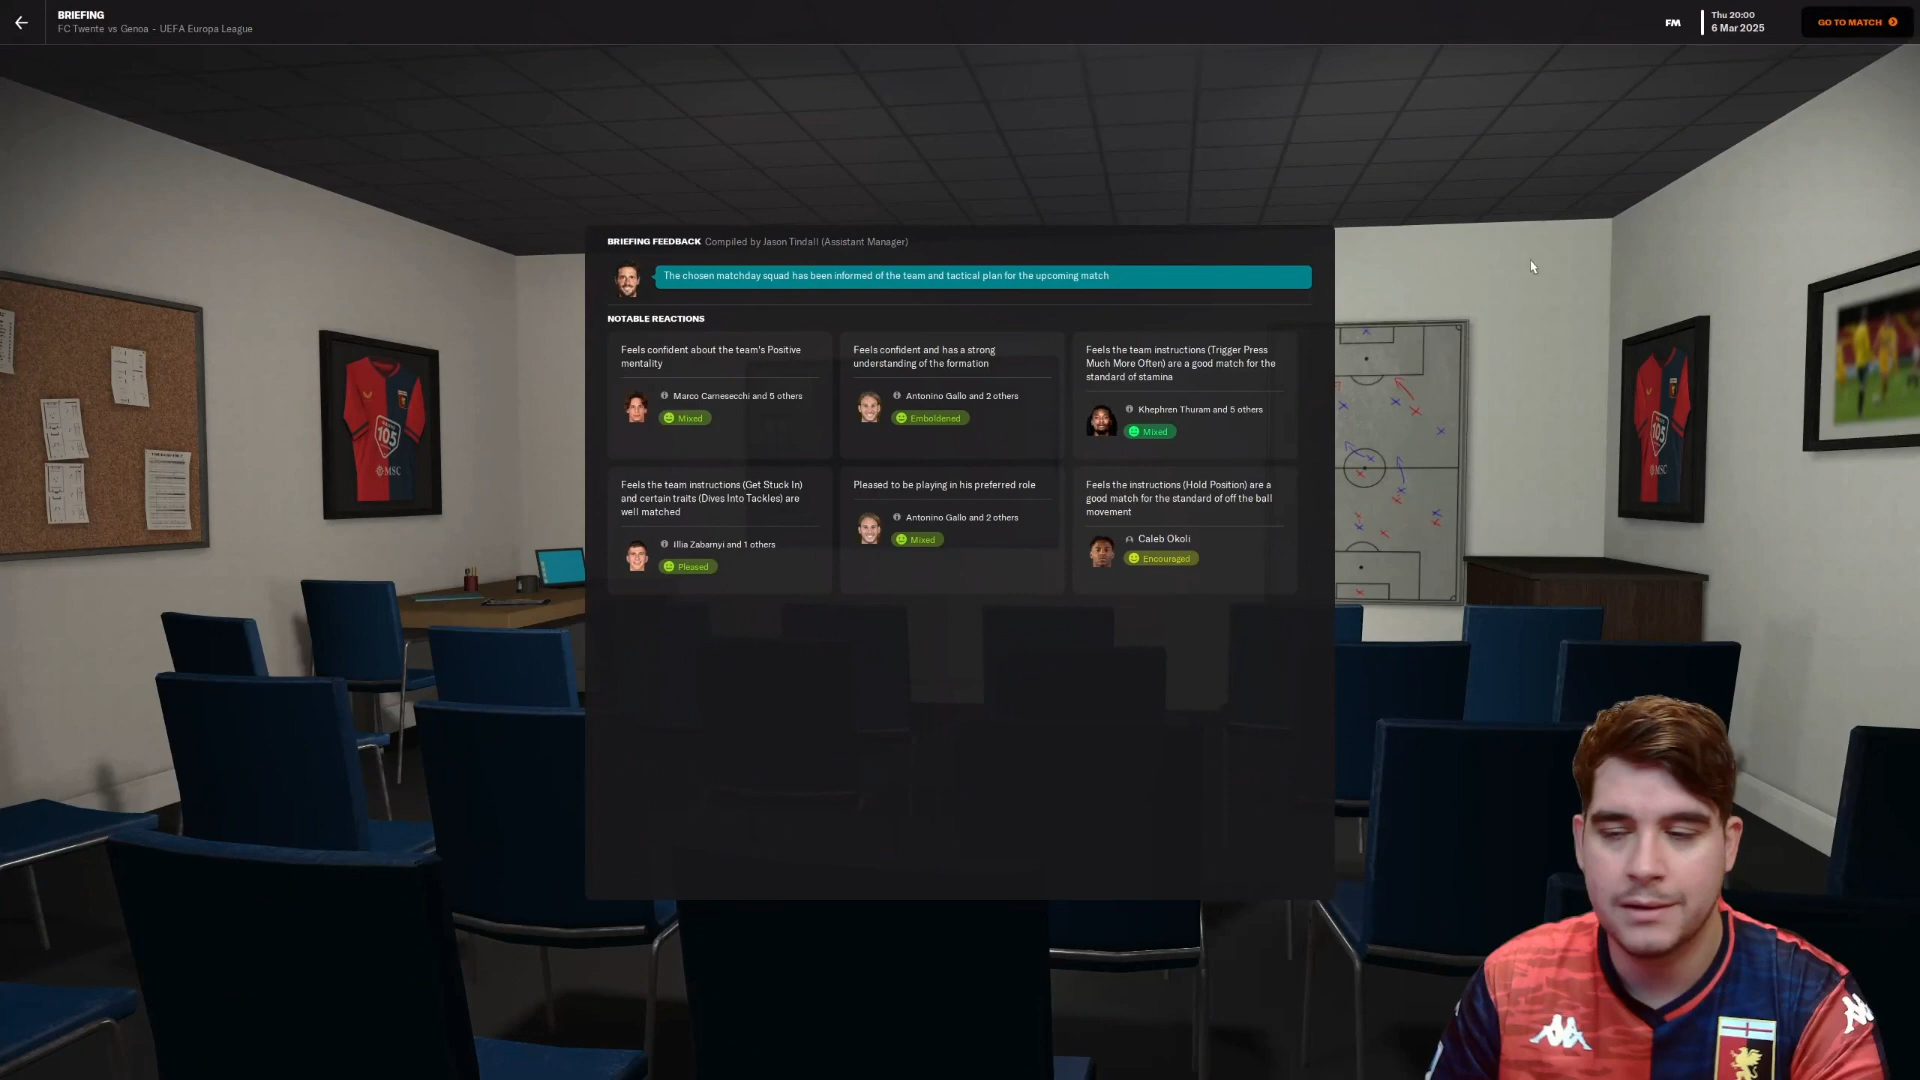 BRIEFING
FC Twente vs Genoa - UEFA Europa League
FM
Thu 20:00
6 Mar 2025
GO TO MATCH
BRIEFING FEEDBACK Compiled by Jason Tindall (Assistant Manager)
The chosen matchday squad has been informed of the team and tactical plan for the upcoming match
NOTABLE REACTIONS
Feels confident about the team's Positive
mentality
Marco Carnesecchi and 5 others
Mixed
Feels confident and has a strong
understanding of the formation
Antonino Gallo and 2 others
Emboldened
Feels the team instructions (Trigger Press
Much More Often) are a good match for the
standard of stamina
Khephren Thuram and 5 others
Mixed
Feels the team instructions (Get Stuck In)
and certain traits (Dives Into Tackles) are
well matched
Illia Zabarnyi and 1 others
Pleased
Pleased to be playing in his preferred role
Antonino Gallo and 2 others
Mixed
Feels the instructions (Hold Position) are a
good match for the standard of off the ball
movement
Caleb Okoli
Encouraged
105
MSC
105
MSC